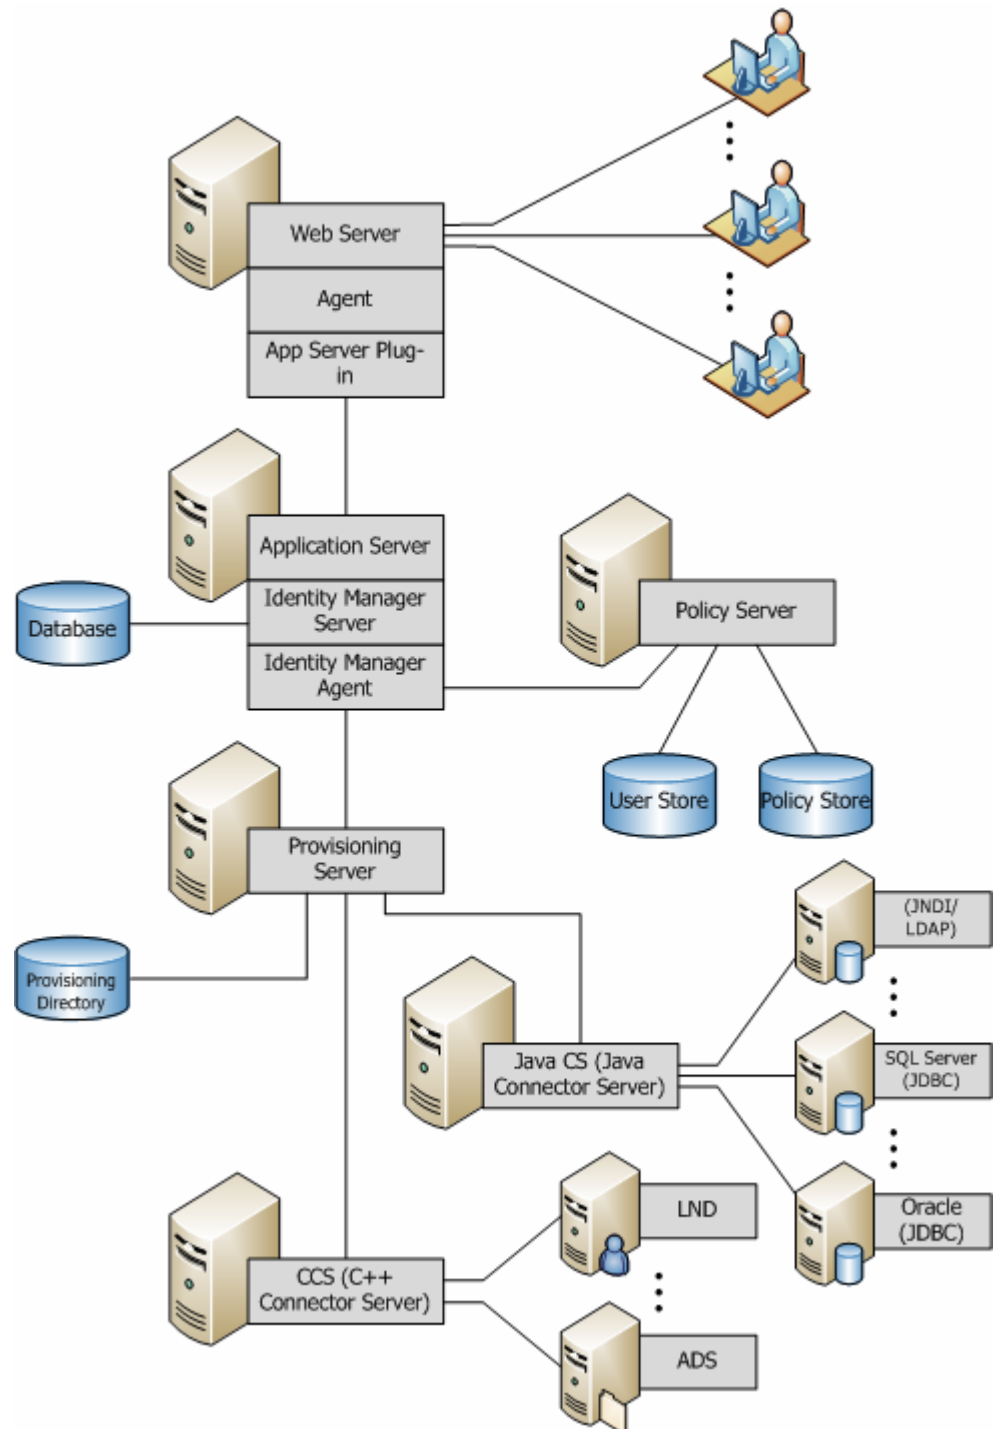 Web Server
Agent
App Server Plug-
in
Application Server
Identity Manager
Server
Identity Manager
Agent
Database
Policy Server
User Store
Policy Store
Provisioning
Server
Provisioning
Directory
(JNDI/
LDAP)
Java CS (Java
Connector Server)
SQL Server
(JDBC)
Oracle
(JDBC)
LND
CCS (C++
Connector Server)
ADS